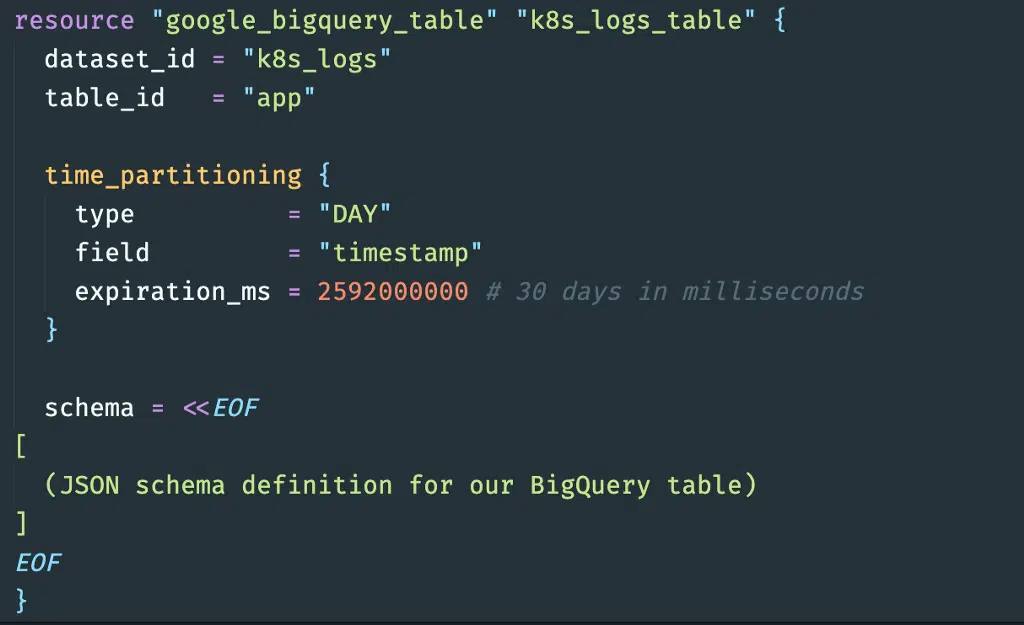 resource "google_bigquery_table" "k8s_logs_table" {
  dataset_id = "k8s_logs"
  table_id   = "app"

  time_partitioning {
    type          = "DAY"
    field         = "timestamp"
    expiration_ms = 2592000000 # 30 days in milliseconds
  }

  schema = <<EOF
[
  (JSON schema definition for our BigQuery table)
]
EOF
}